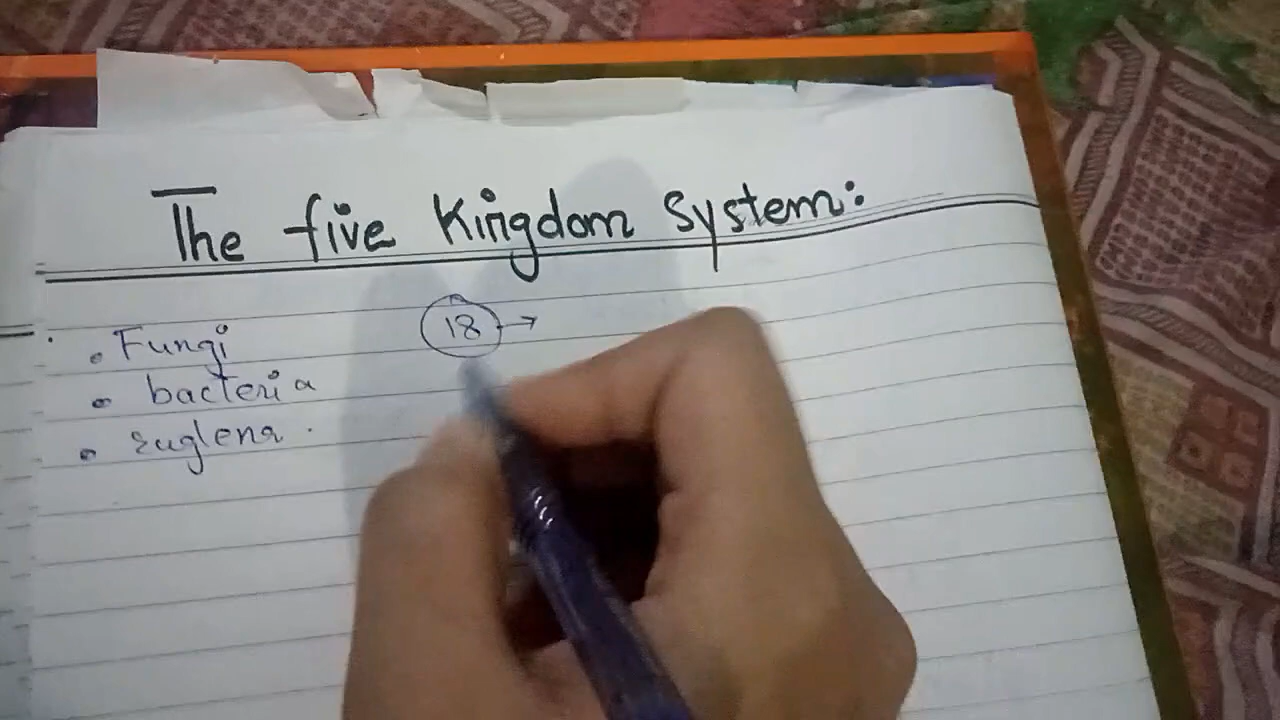 The five Kingdom System:
18 →
• Fungi
• bacteria
• euglena.